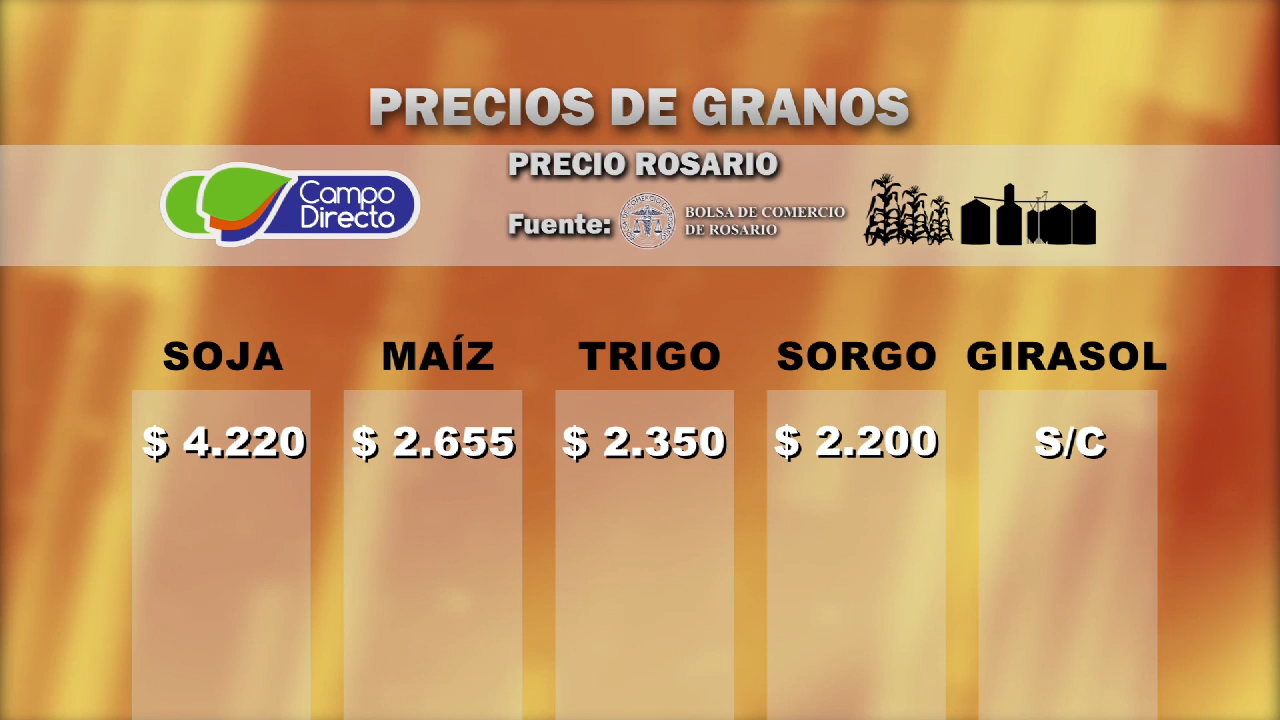 PRECIOS DE GRANOS
PRECIO ROSARIO
Campo
Directo
Fuente:
BOLSA DE COMERCIO
DE ROSARIO
SOJA MAÍZ TRIGO SORGO GIRASOL
$ 4.220 $ 2.655 $ 2.350 $ 2.200 S/C